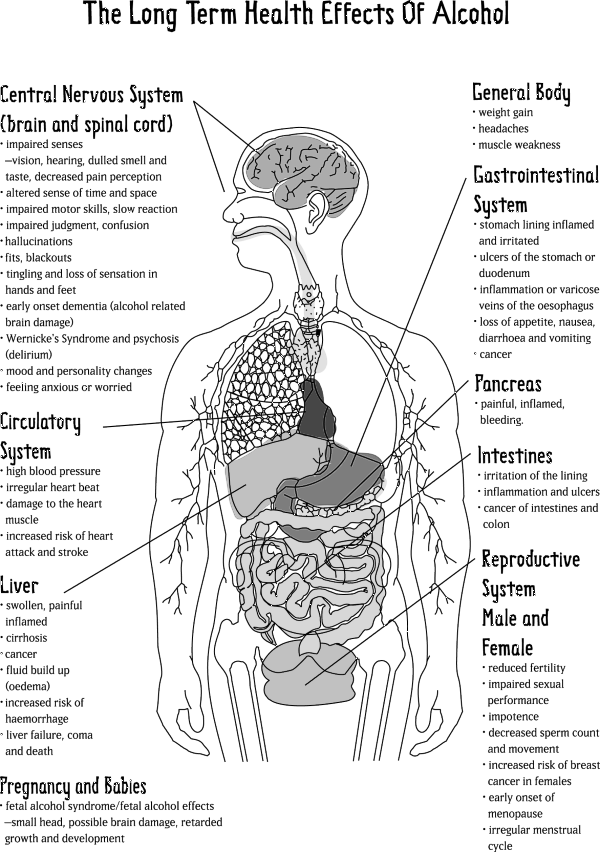 The Long Term Health Effects Of Alcohol
Central Nervous System
(brain and spinal cord)
• impaired senses
–vision, hearing, dulled smell and
taste, decreased pain perception
• altered sense of time and space
• impaired motor skills, slow reaction
• impaired judgment, confusion
• hallucinations
• fits, blackouts
• tingling and loss of sensation in
hands and feet
• early onset dementia (alcohol related
brain damage)
• Wernicke's Syndrome and psychosis
(delirium)
• mood and personality changes
• feeling anxious or worried
Circulatory
System
• high blood pressure
• irregular heart beat
• damage to the heart
muscle
• increased risk of heart
attack and stroke
Liver
• swollen, painful
inflamed
• cirrhosis
• cancer
• fluid build up
(oedema)
• increased risk of
haemorrhage
• liver failure, coma
and death
Pregnancy and Babies
• fetal alcohol syndrome/fetal alcohol effects
–small head, possible brain damage, retarded
growth and development
General Body
• weight gain
• headaches
• muscle weakness
Gastrointestinal
System
• stomach lining inflamed
and irritated
• ulcers of the stomach or
duodenum
• inflammation or varicose
veins of the oesophagus
• loss of appetite, nausea,
diarrhoea and vomiting
• cancer
Pancreas
• painful, inflamed,
bleeding.
Intestines
• irritation of the lining
• inflammation and ulcers
• cancer of intestines and
colon
Reproductive
System
Male and
Female
• reduced fertility
• impaired sexual
performance
• impotence
• decreased sperm count
and movement
• increased risk of breast
cancer in females
• early onset of
menopause
• irregular menstrual
cycle